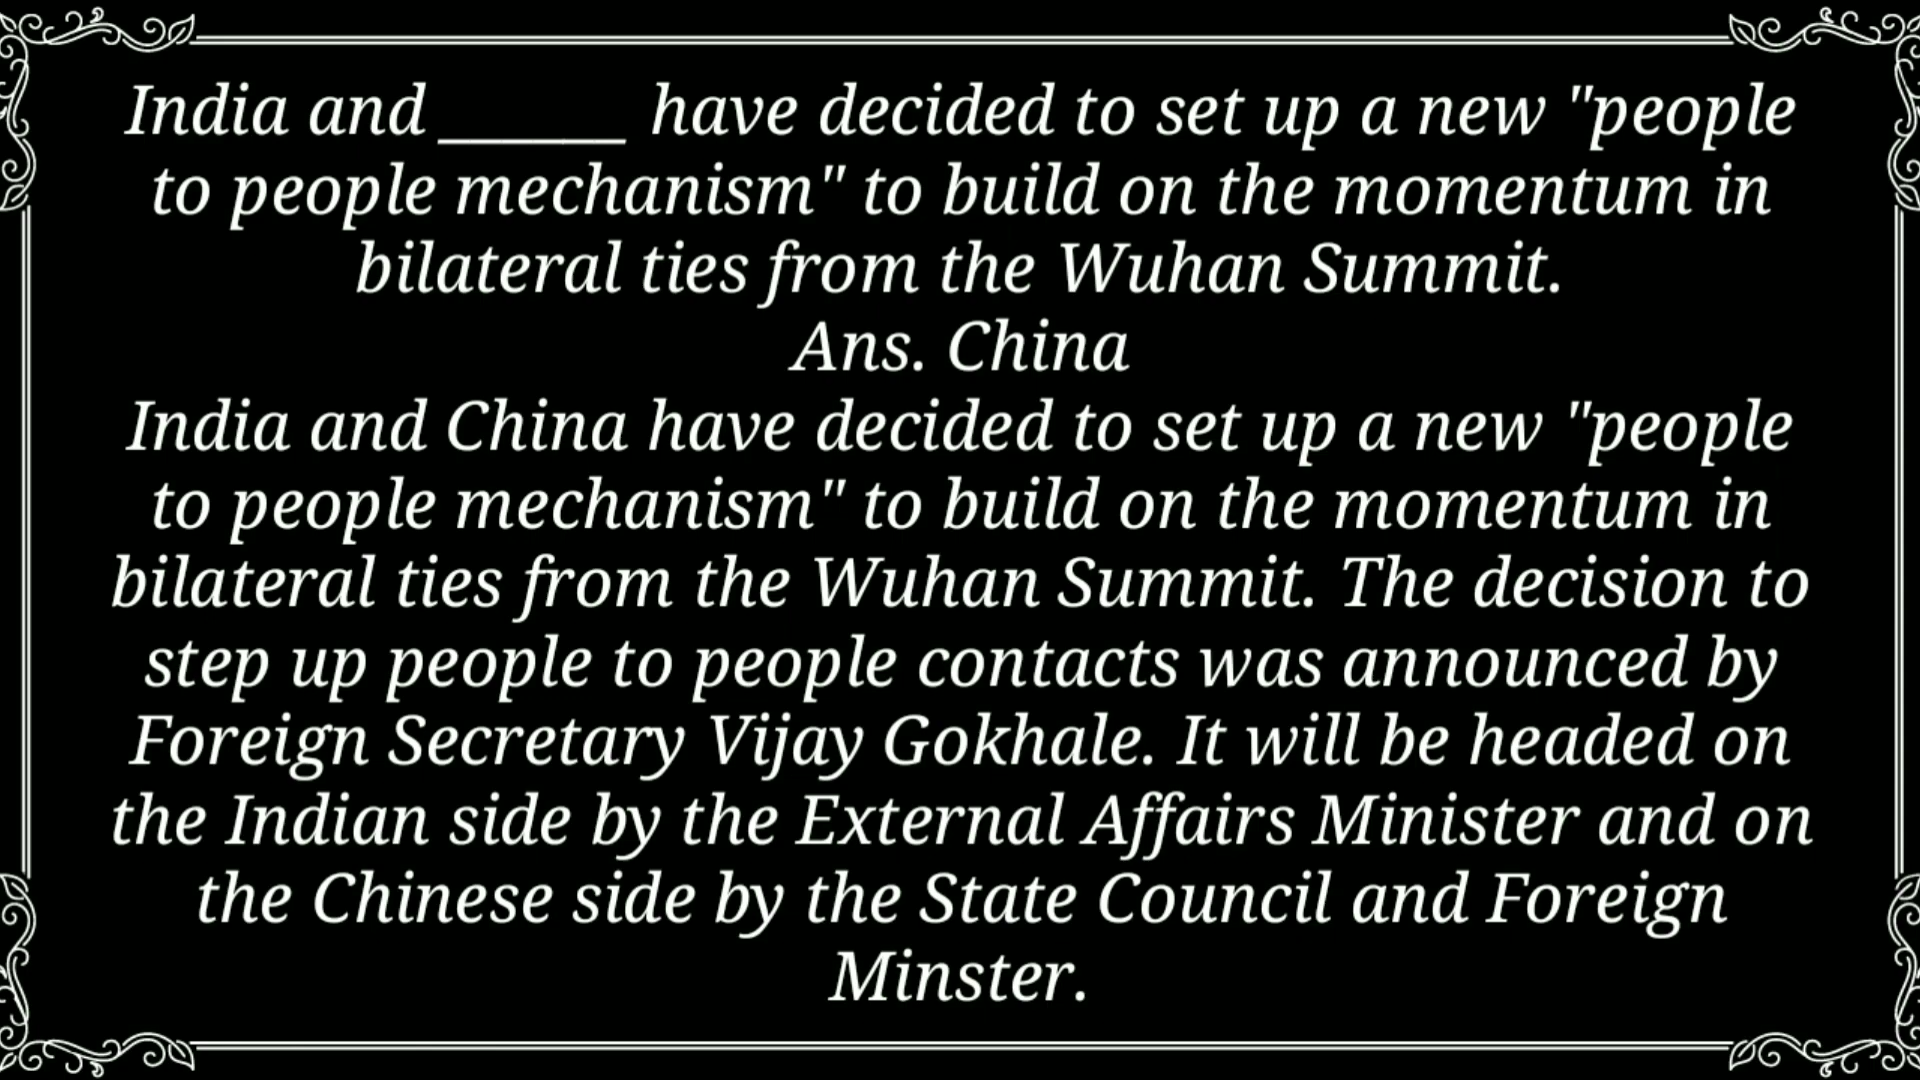 India and ______ have decided to set up a new "people
to people mechanism" to build on the momentum in
bilateral ties from the Wuhan Summit.
Ans. China
India and China have decided to set up a new "people
to people mechanism" to build on the momentum in
bilateral ties from the Wuhan Summit. The decision to
step up people to people contacts was announced by
Foreign Secretary Vijay Gokhale. It will be headed on
the Indian side by the External Affairs Minister and on
the Chinese side by the State Council and Foreign
Minster.